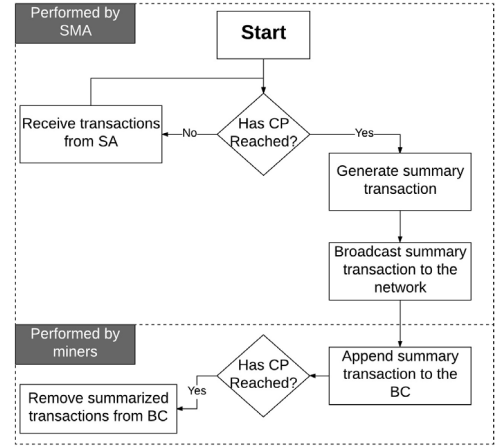 Performed by
SMA
Start
Receive transactions
from SA
No
Has CP
Reached?
Yes
Generate summary
transaction
Broadcast summary
transaction to the
network
Performed by
miners
Has CP
Reached?
Append summary
transaction to the
BC
Yes
Remove summarized
transactions from BC